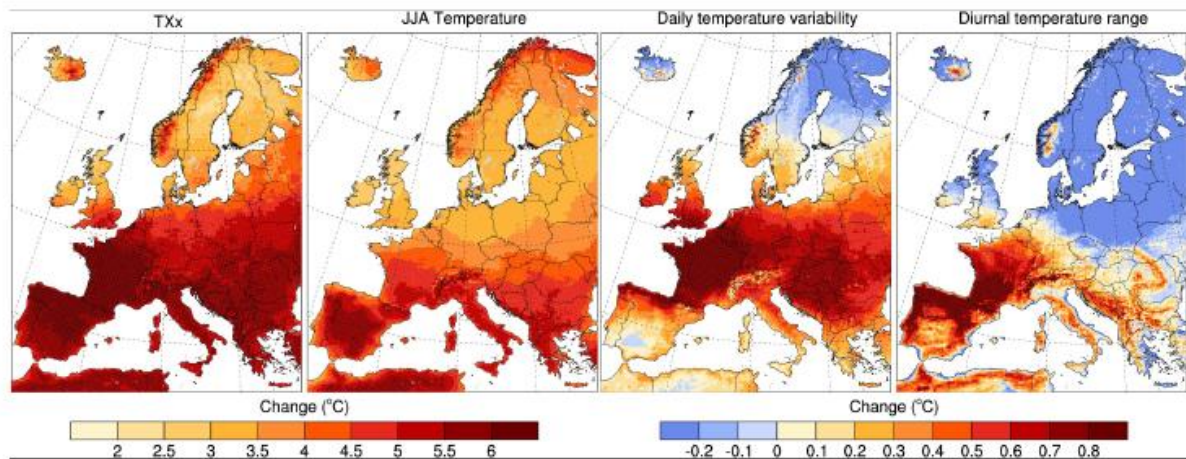 TXx
JJA Temperature
Daily temperature variability
Diurnal temperature range
Change (°C)
2 2.5 3 3.5 4 4.5 5 5.5 6
Change (°C)
-0.2 -0.1 0 0.1 0.2 0.3 0.4 0.5 0.6 0.7 0.8